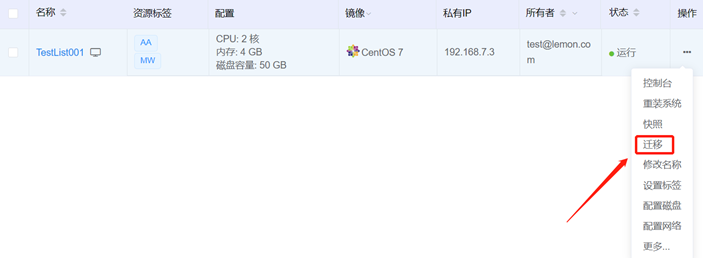 名称 资源标签 配置 镜像 私有IP 所有者 状态 操作
TestList001
AA
MW
CPU: 2 核
内存: 4 GB
磁盘容量: 50 GB
CentOS 7
192.168.7.3
test@lemon.co
m
运行
控制台
重装系统
快照
迁移
修改名称
设置标签
配置磁盘
配置网络
更多...